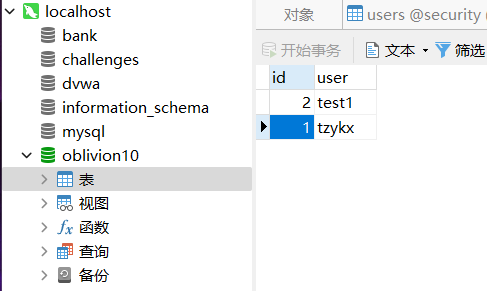 localhost
bank
challenges
dvwa
information_schema
mysql
oblivion10
表
视图
fx 函数
查询
备份
对象
users @security (
开始事务
文本
筛选
id user
2 test1
1 tzykx